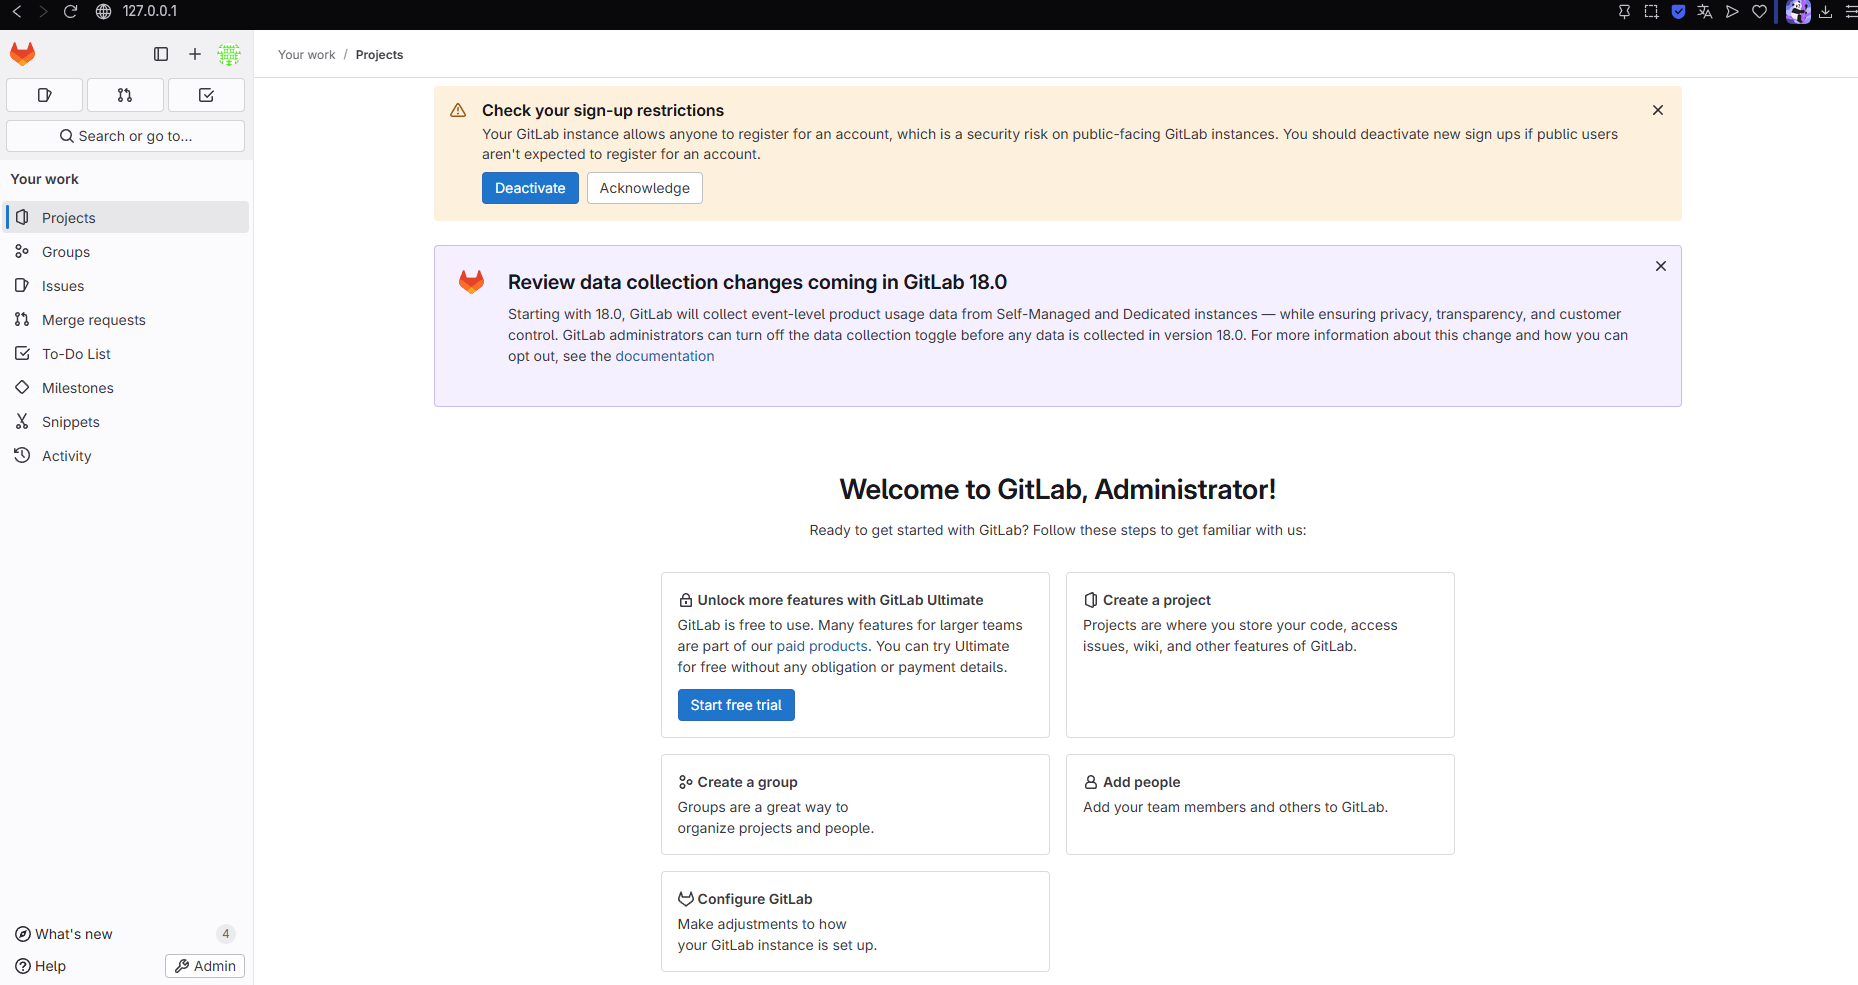 127.0.0.1
Your work / Projects
Search or go to...
Your work
Projects
Groups
Issues
Merge requests
To-Do List
Milestones
Snippets
Activity
What's new 4
Help Admin
Check your sign-up restrictions
Your GitLab instance allows anyone to register for an account, which is a security risk on public-facing GitLab instances. You should deactivate new sign ups if public users
aren't expected to register for an account.
Deactivate Acknowledge
Review data collection changes coming in GitLab 18.0
Starting with 18.0, GitLab will collect event-level product usage data from Self-Managed and Dedicated instances — while ensuring privacy, transparency, and customer
control. GitLab administrators can turn off the data collection toggle before any data is collected in version 18.0. For more information about this change and how you can
opt out, see the documentation
Welcome to GitLab, Administrator!
Ready to get started with GitLab? Follow these steps to get familiar with us:
Unlock more features with GitLab Ultimate
GitLab is free to use. Many features for larger teams
are part of our paid products. You can try Ultimate
for free without any obligation or payment details.
Start free trial
Create a project
Projects are where you store your code, access
issues, wiki, and other features of GitLab.
Create a group
Groups are a great way to
organize projects and people.
Add people
Add your team members and others to GitLab.
Configure GitLab
Make adjustments to how
your GitLab instance is set up.